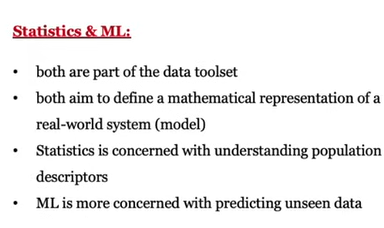 Statistics & ML:
• both are part of the data toolset
• both aim to define a mathematical representation of a
real-world system (model)
• Statistics is concerned with understanding population
descriptors
• ML is more concerned with predicting unseen data